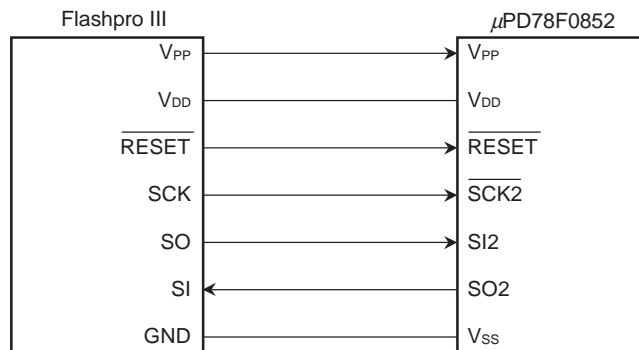 Flashpro III μPD78F0852
VPP VPP
VDD VDD
RESET RESET
SCK SCK2
SO SI2
SI SO2
GND VSS